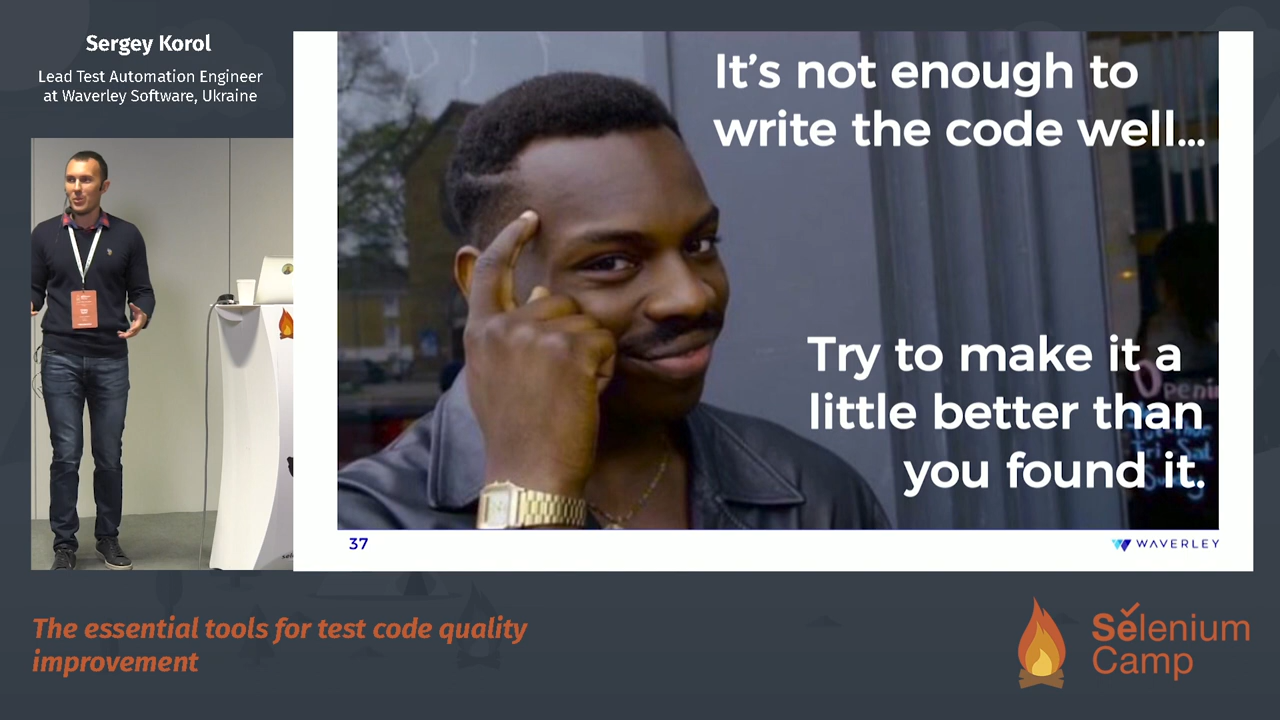 Sergey Korol
Lead Test Automation Engineer
at Waverley Software, Ukraine
It's not enough to
write the code well...
Try to make it a
little better than
you found it.
37
WAVERLEY
The essential tools for test code quality
improvement
Selenium
Camp